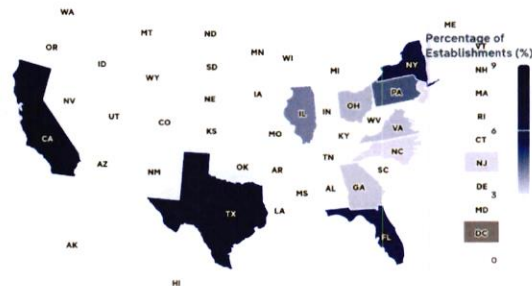 WA
ME
MT
ND
OR
Percentage of
Establishments (%)
VT
MN
WI
9
ID
SD
MI
NY
NH
WY
IA
NE
PA
MA
NV
OH
IL
IN
UT
CO
WV
RI
CA
KS
MO
KY
VA
6
CT
NC
AZ
NM
OK
AR
TN
SC
NJ
MS
AL
GA
DE
3
TX
LA
MD
FL
DC
AK
0
HI